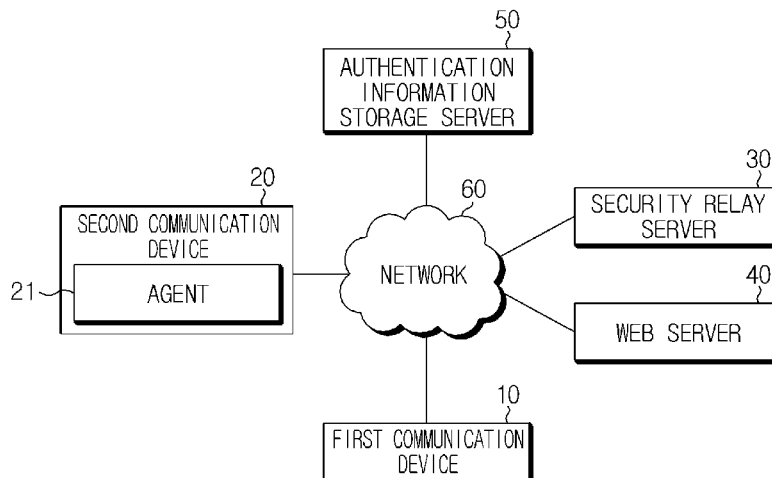 50
AUTHENTICATION
INFORMATION
STORAGE SERVER
20
60
30
SECOND COMMUNICATION
DEVICE
SECURITY RELAY
SERVER
21
AGENT
NETWORK
40
WEB SERVER
10
FIRST COMMUNICATION
DEVICE